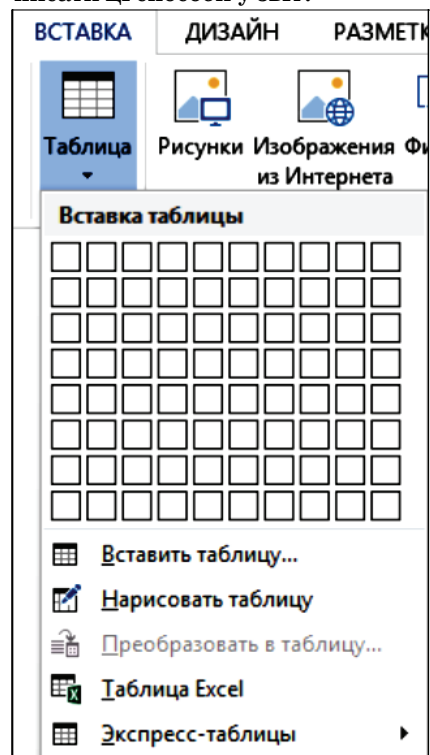 ВСТАВКА ДИЗАЙН РАЗМЕТК
Таблица Рисунки Изображения Фи
из Интернета
Вставка таблицы
Вставить таблицу...
Нарисовать таблицу
Преобразовать в таблицу...
Таблица Excel
Экспресс-таблицы